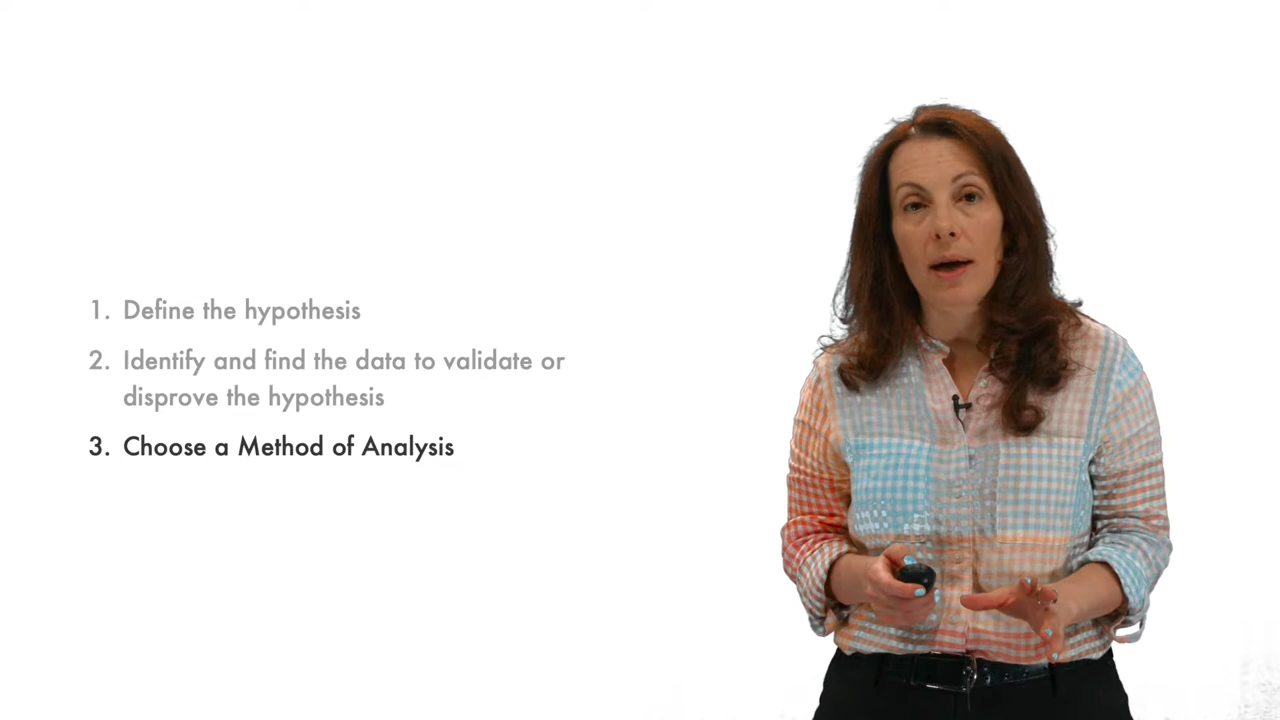 1. Define the hypothesis
2. Identify and find the data to validate or
disprove the hypothesis
3. Choose a Method of Analysis